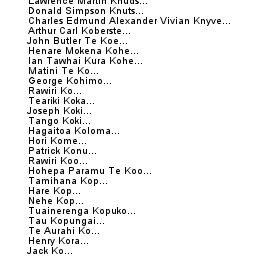 Lawrence Martin Knuds...
Donald Simpson Knuts...
Charles Edmund Alexander Vivian Knyve...
Arthur Carl Koberste...
John Butler Te Koe...
Henare Mokena Kohe...
Ian Tawhai Kura Kohe...
Matini Te Ko...
George Kohimo...
Rawiri Ko...
Teariki Koka...
Joseph Koki...
Tango Koki...
Hagaitoa Koloma...
Hori Kome...
Patrick Konu...
Rawiri Koo...
Hohepa Paramu Te Koo...
Tamihana Kop...
Hare Kop...
Nehe Kop...
Tuainerenga Kopuko...
Tau Kopungai...
Te Aurahi Ko...
Henry Kora...
Jack Ko...